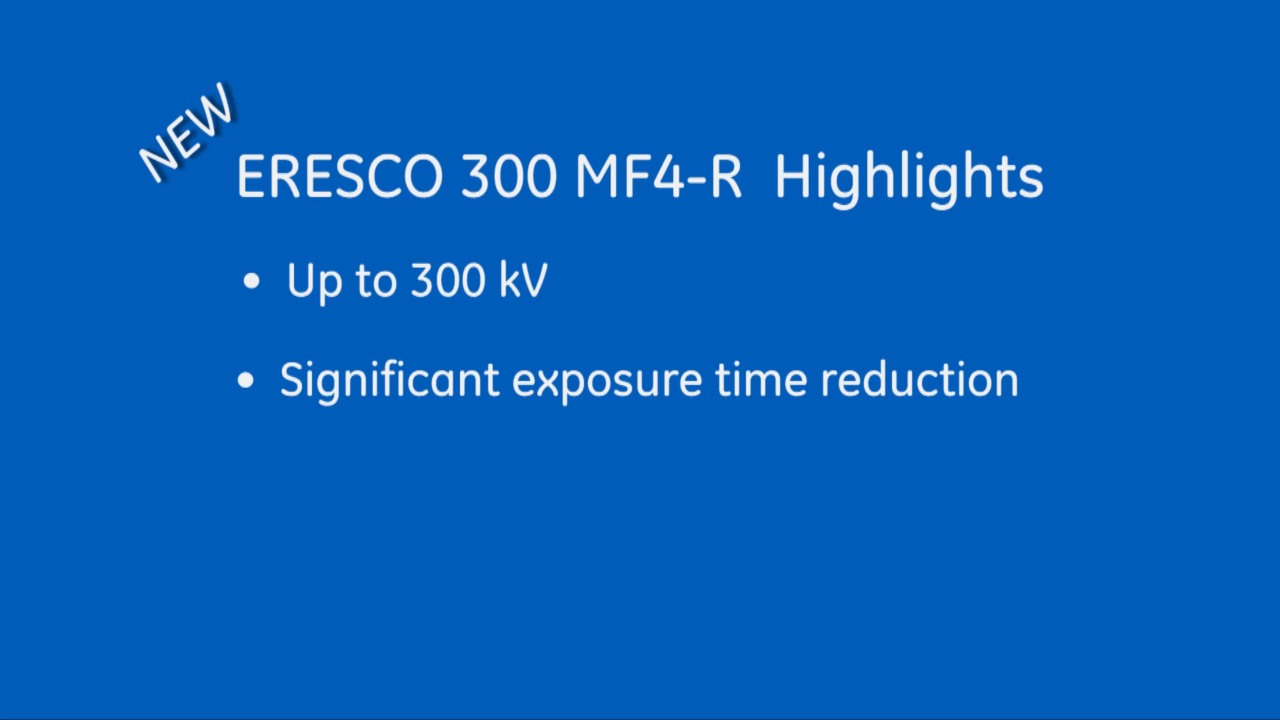 NEW
ERESCO 300 MF4-R Highlights
• Up to 300 kV
• Significant exposure time reduction